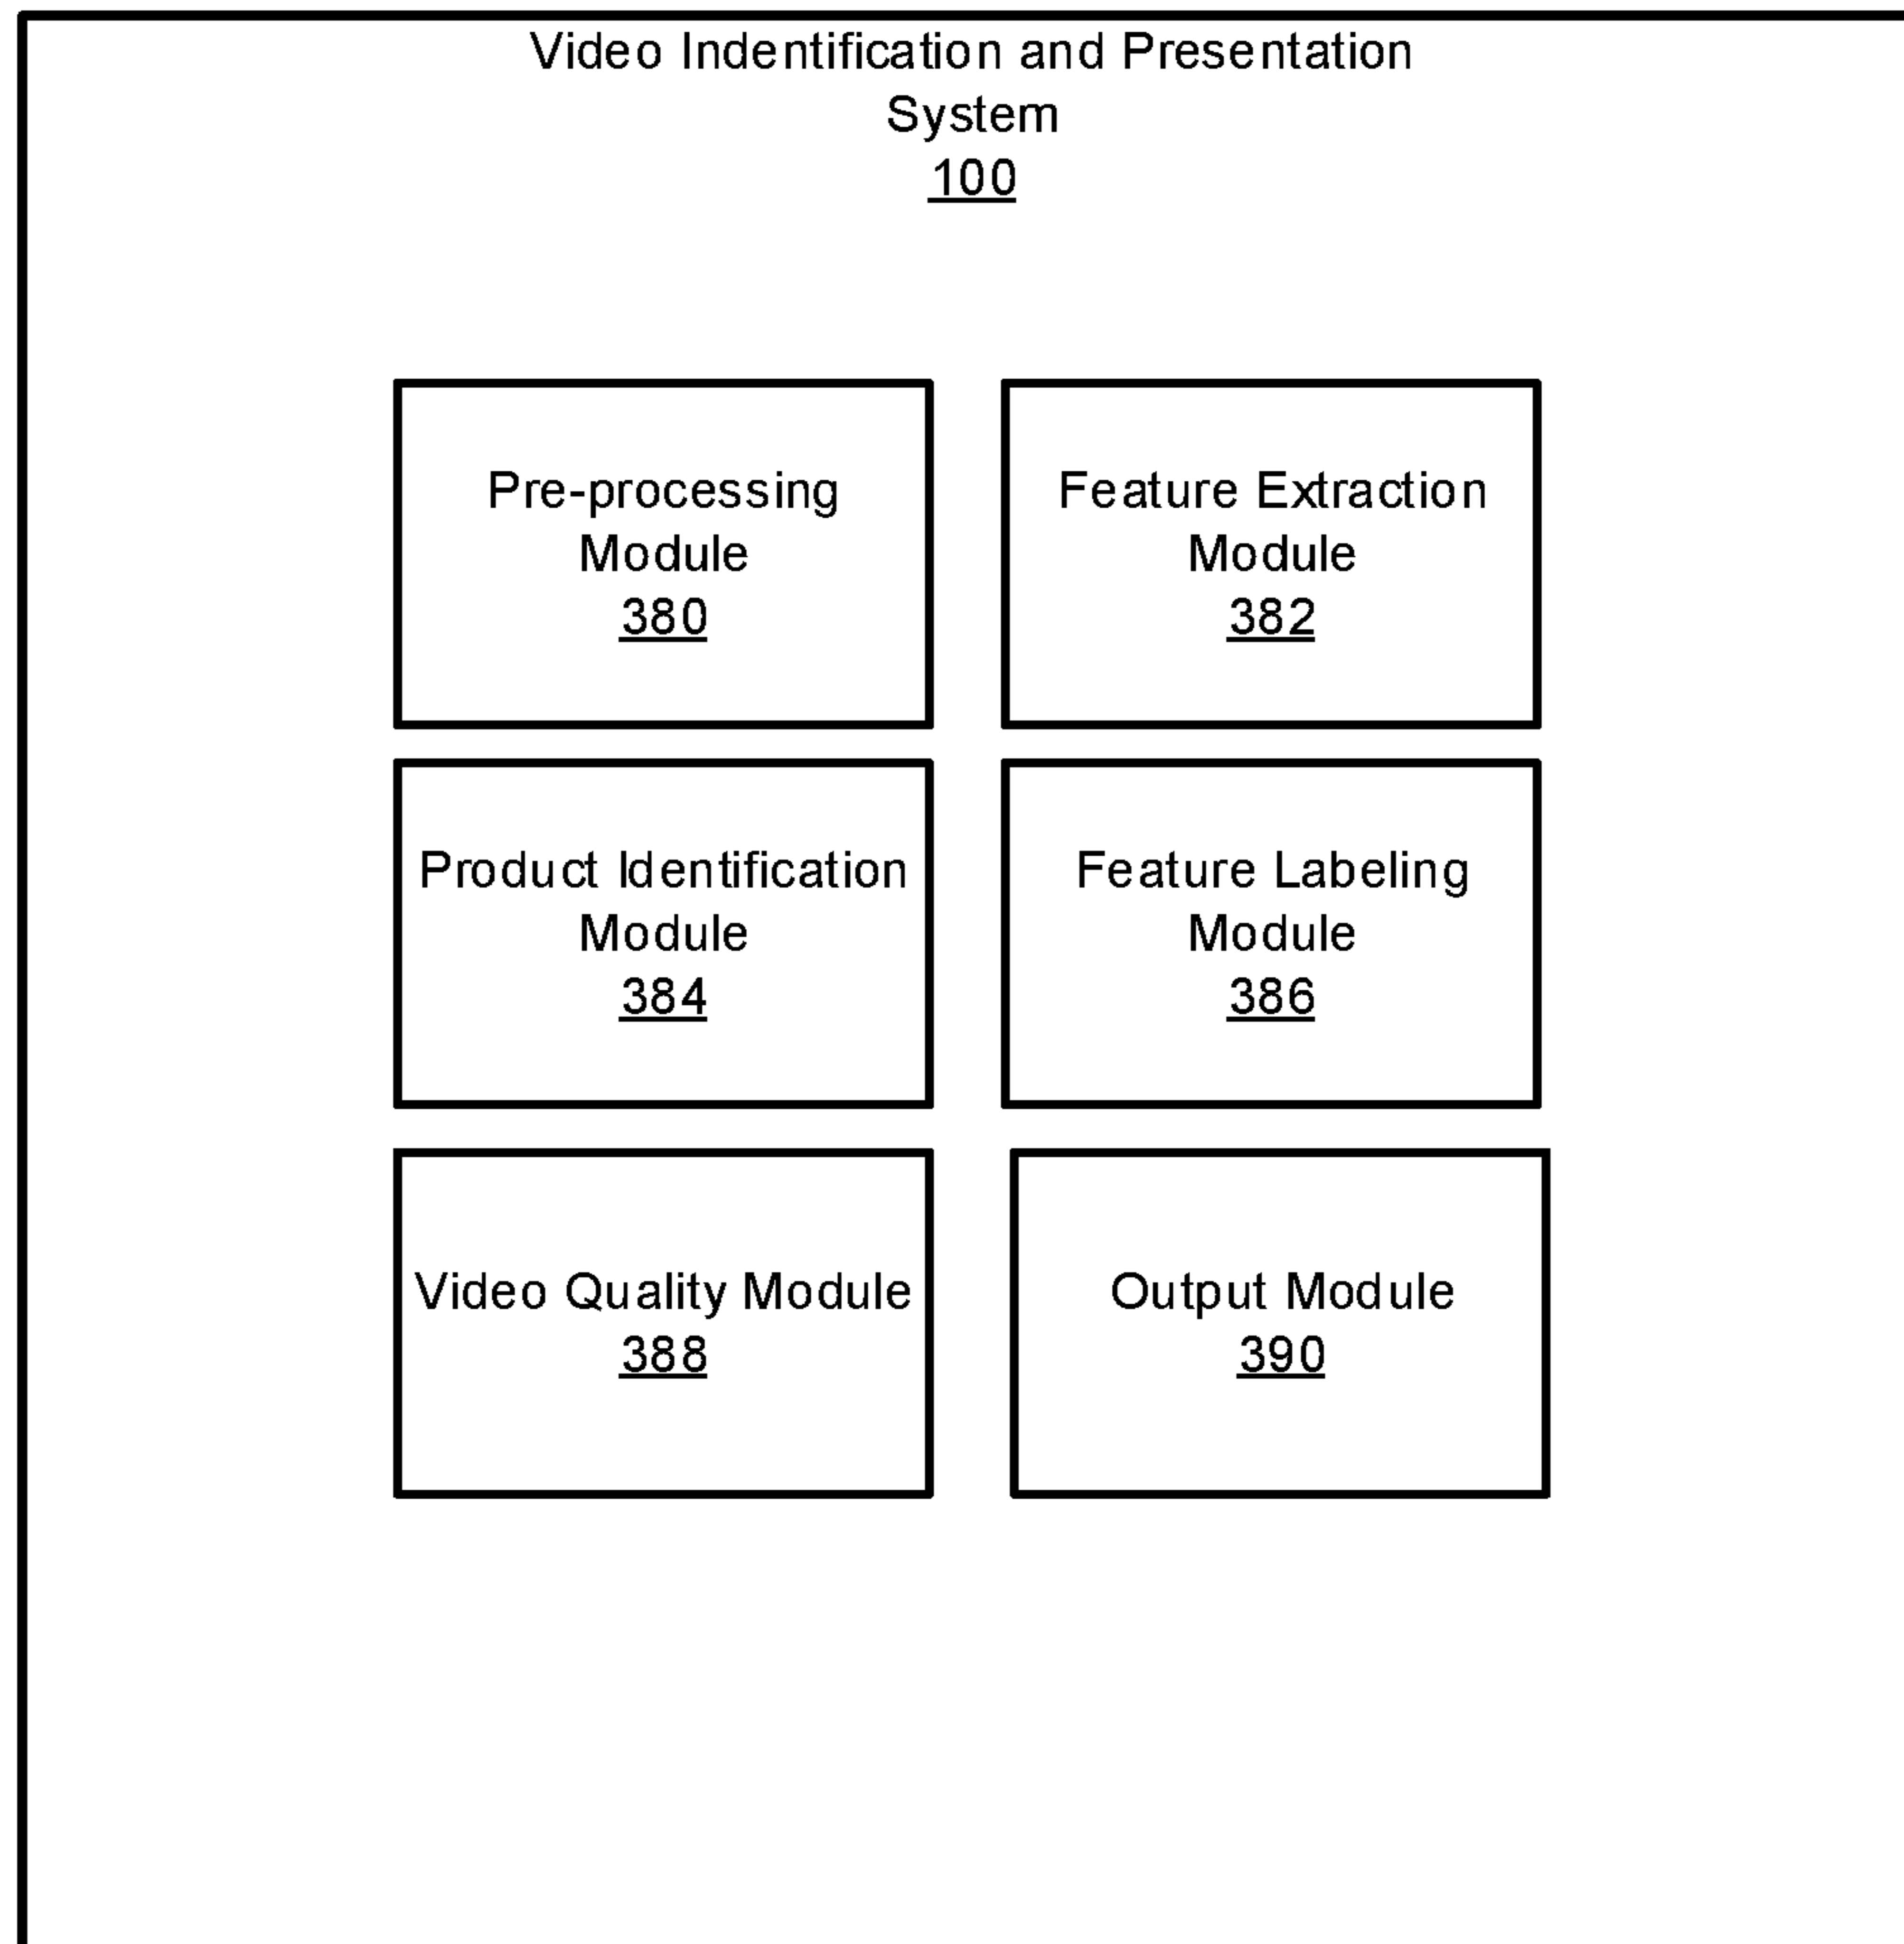 Video Indentification and Presentation
System
100
Pre-processing
Module
380
Feature Extraction
Module
382
Product Identification
Module
384
Feature Labeling
Module
386
Video Quality Module
388
Output Module
390